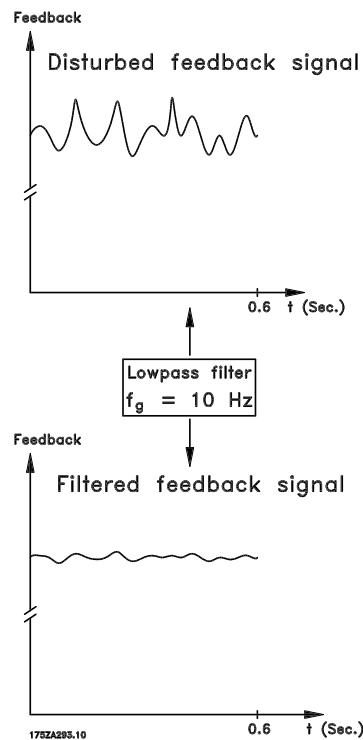 Feedback
Disturbed feedback signal
0.6 t (Sec.)
Lowpass filter
fg = 10 Hz
Feedback
Filtered feedback signal
0.6 t (Sec.)
175ZA293.10